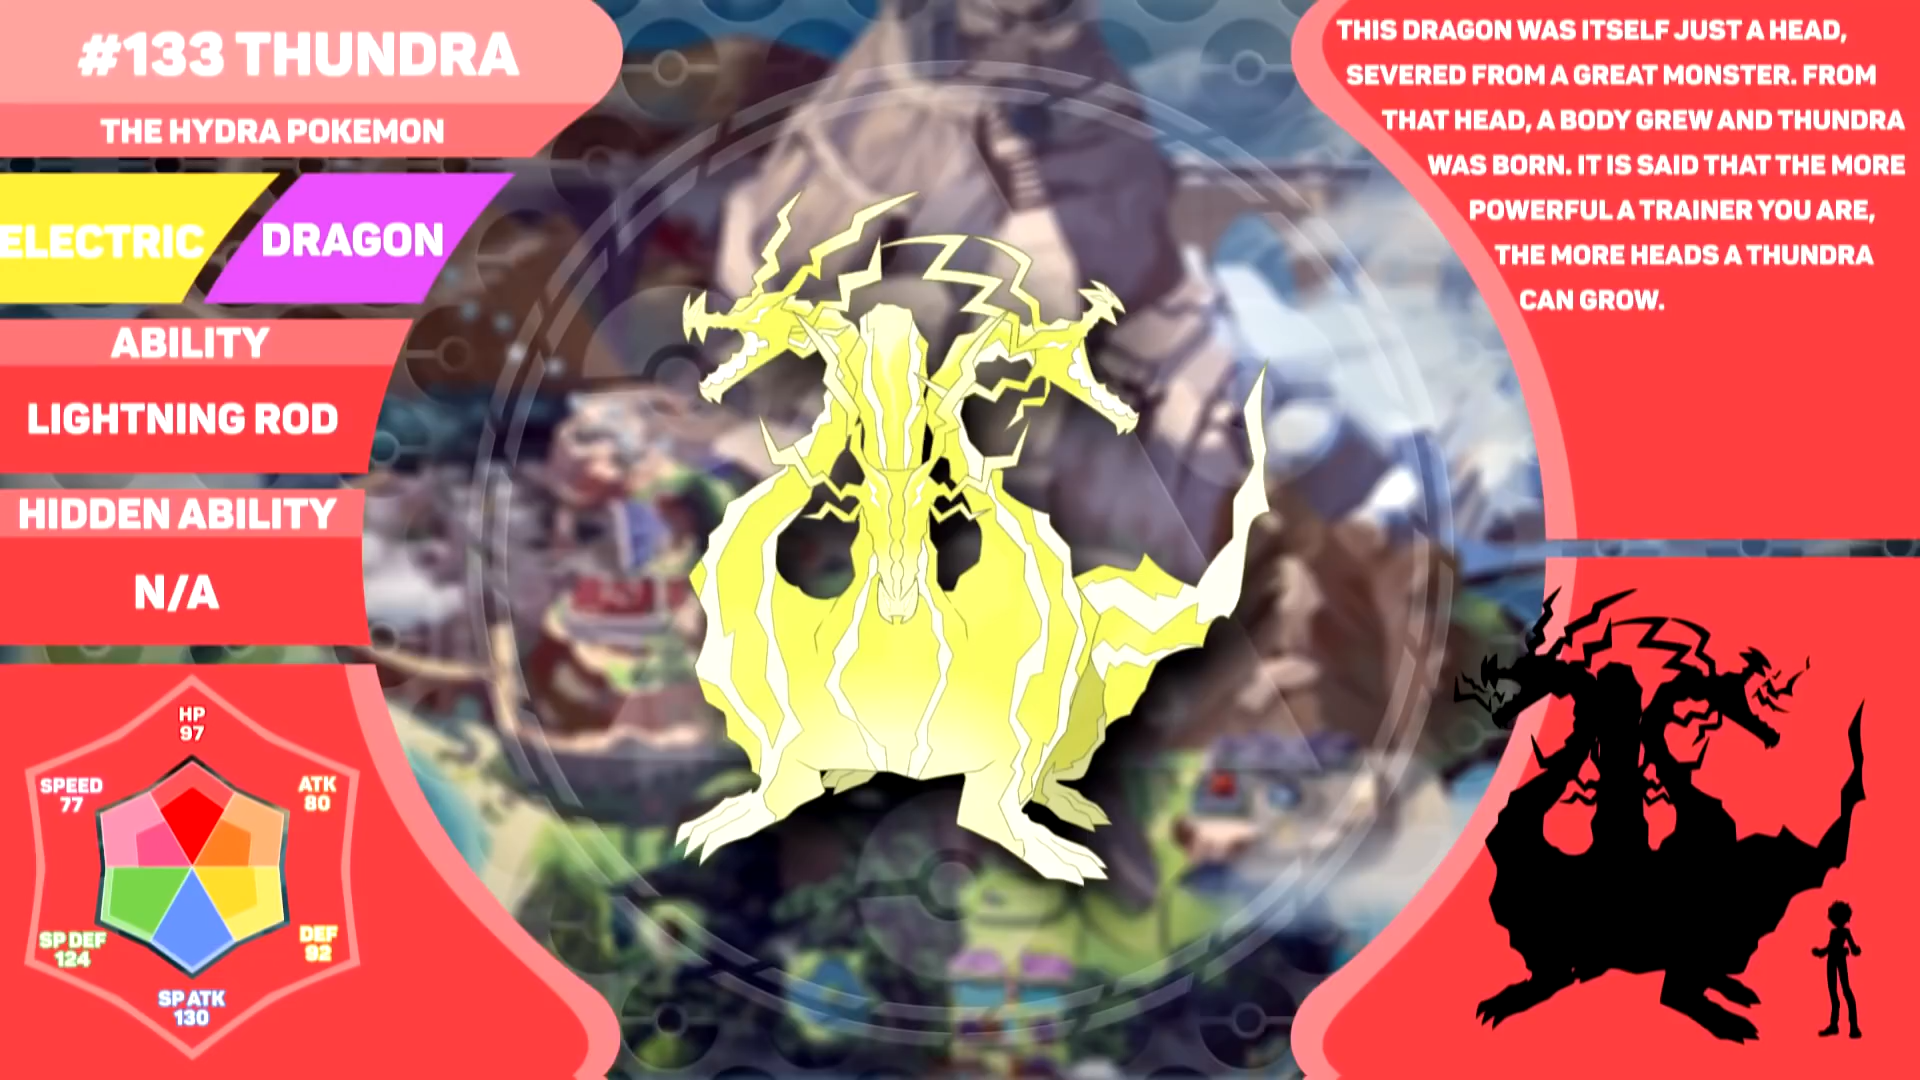 #133 THUNDRA
THE HYDRA POKEMON
ELECTRIC
DRAGON
ABILITY
LIGHTNING ROD
HIDDEN ABILITY
N/A
HP
97
SPEED
77
ATK
80
SP DEF
124
DEF
92
SP ATK
130
THIS DRAGON WAS ITSELF JUST A HEAD,
SEVERED FROM A GREAT MONSTER. FROM
THAT HEAD, A BODY GREW AND THUNDRA
WAS BORN. IT IS SAID THAT THE MORE
POWERFUL A TRAINER YOU ARE,
THE MORE HEADS A THUNDRA
CAN GROW.